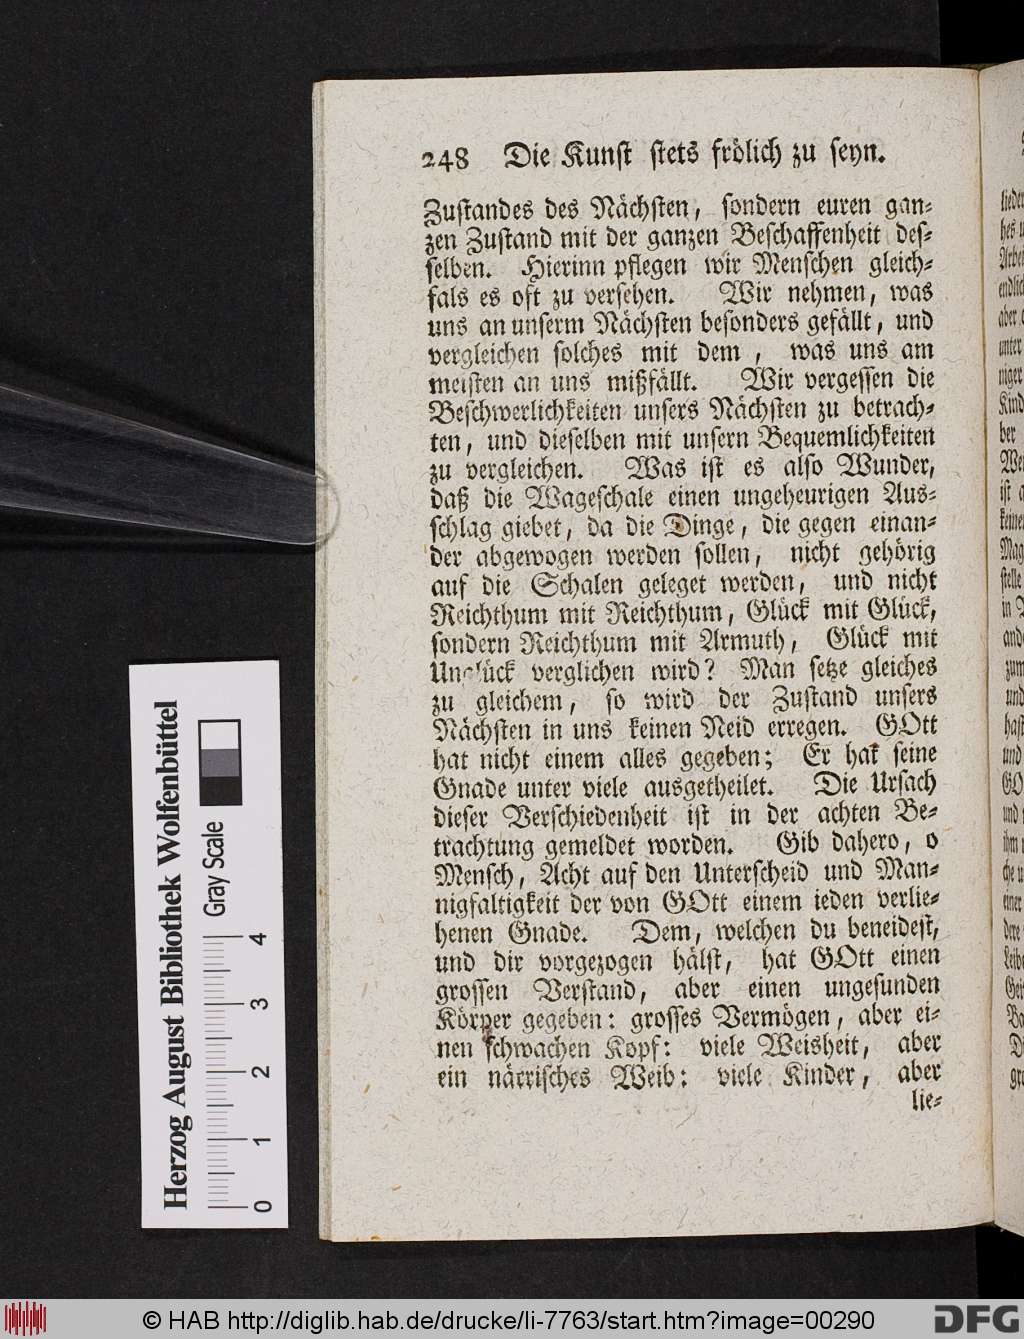 248 Die Kunst stets frölich zu seyn.
Zustandes des Nächsten, sondern euren gan-
zen Zustand mit der ganzen Beschaffenheit des-
selben. Hierinn pflegen wir Menschen gleich-
fals es oft zu versehen. Wir nehmen, was
uns an unserm Nächsten besonders gefällt, und
vergleichen solches mit dem, was uns am
meisten an uns mißfällt. Wir vergessen die
Beschwerlichkeiten unsers Nächsten zu betrach-
ten, und dieselben mit unsern Bequemlichkeiten
zu vergleichen. Was ist es also Wunder,
daß die Wageschale einen ungeheurigen Aus-
schlag giebet, da die Dinge, die gegen einan-
der abgewogen werden sollen, nicht gehörig
auf die Schalen geleget werden, und nicht
Reichthum mit Reichthum, Glück mit Glück,
sondern Reichthum mit Armuth, Glück mit
Unglück verglichen wird? Man setze gleiches
zu gleichem, so wird der Zustand unsers
Nächsten in uns keinen Neid erregen. GOtt
hat nicht einem alles gegeben; Er hat seine
Gnade unter viele ausgetheilet. Die Ursach
dieser Verschiedenheit ist in der achten Be-
trachtung gemeldet worden. Gib dahero, o
Mensch, Acht auf den Unterscheid und Man-
nigfaltigkeit der von GOtt einem ieden verlie-
henen Gnade. Dem, welchen du beneidest,
und dir vorgezogen hälst, hat GOtt einen
grossen Verstand, aber einen ungesunden
Körper gegeben: grosses Vermögen, aber ei-
nen schwachen Kopf: viele Weisheit, aber
ein närrisches Weib: viele Kinder, aber
lie-
Herzog August Bibliothek Wolfenbüttel
Gray Scale
0 1 2 3 4
© HAB http://diglib.hab.de/drucke/li-7763/start.htm?image=00290
DFG